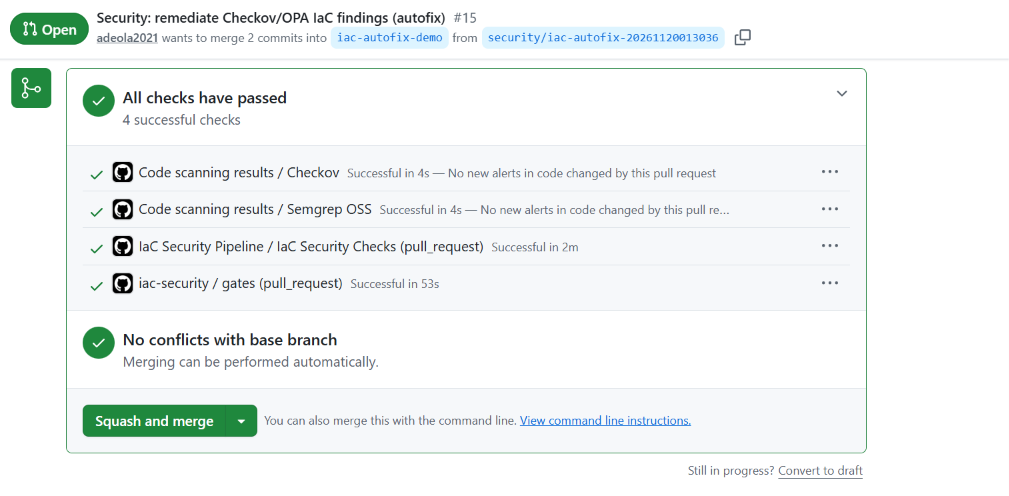 Open
Security: remediate Checkov/OPA IaC findings (autofix) #15
adeola2021 wants to merge 2 commits into iac-autofix-demo from security/iac-autofix-20261120013036
All checks have passed
4 successful checks
Code scanning results / Checkov Successful in 4s — No new alerts in code changed by this pull request
Code scanning results / Semgrep OSS Successful in 4s — No new alerts in code changed by this pull re...
IaC Security Pipeline / IaC Security Checks (pull_request) Successful in 2m
iac-security / gates (pull_request) Successful in 53s
No conflicts with base branch
Merging can be performed automatically.
Squash and merge You can also merge this with the command line. View command line instructions.
Still in progress? Convert to draft